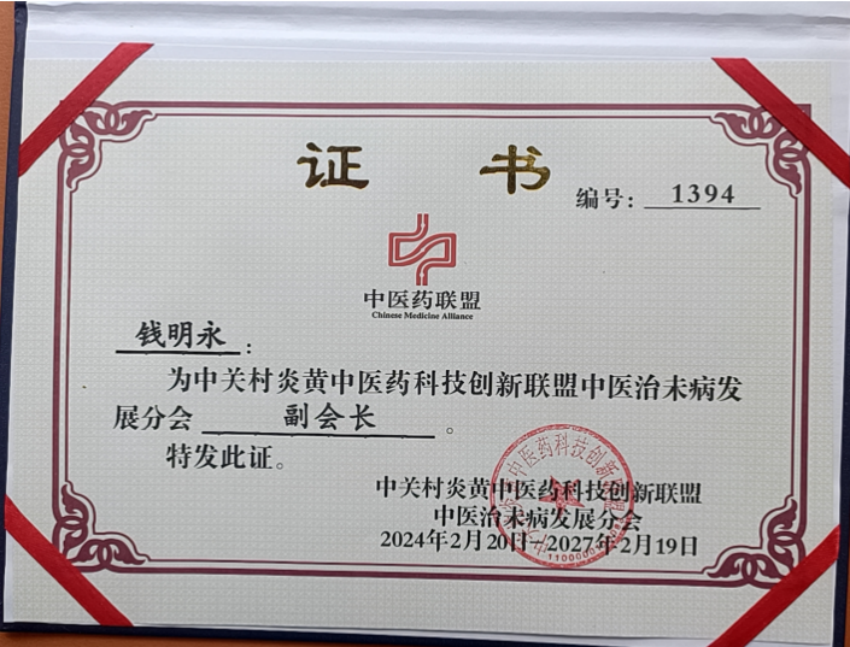 证 书
编号：1394
中医药联盟
Chinese Medicine Alliance
钱明永：
为中关村炎黄中医药科技创新联盟中医治未病发
展分会 副会长 。
特发此证。
中关村炎黄中医药科技创新联盟
中医治未病发展分会
2024年2月20日－2027年2月19日